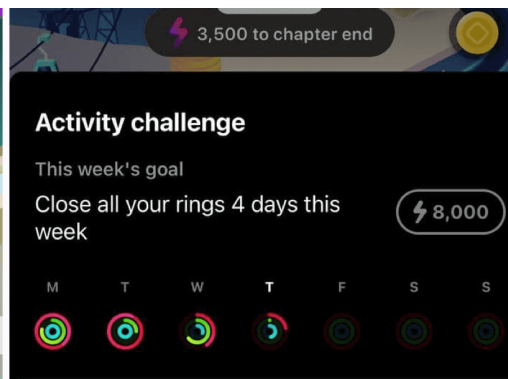 3,500 to chapter end
Activity challenge
This week's goal
Close all your rings 4 days this
week
8,000
M T W T F S S